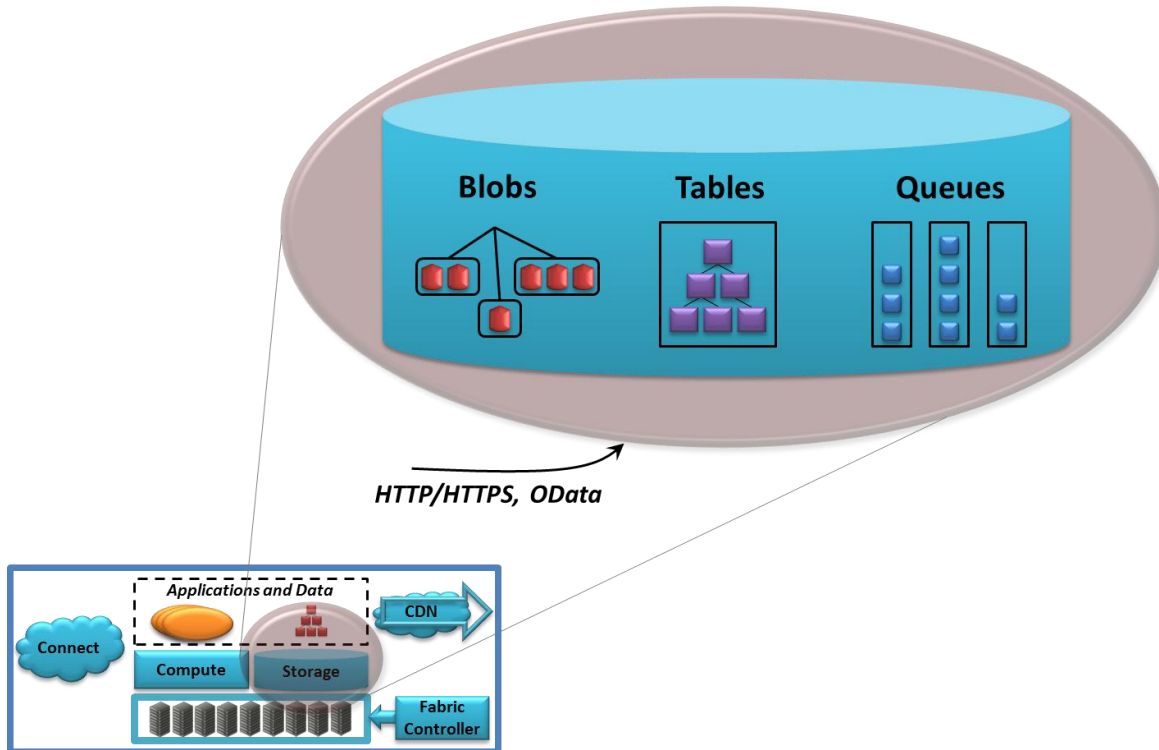 Blobs
Tables
Queues
HTTP/HTTPS, OData
Applications and Data
CDN
Connect
Compute
Storage
Fabric
Controller